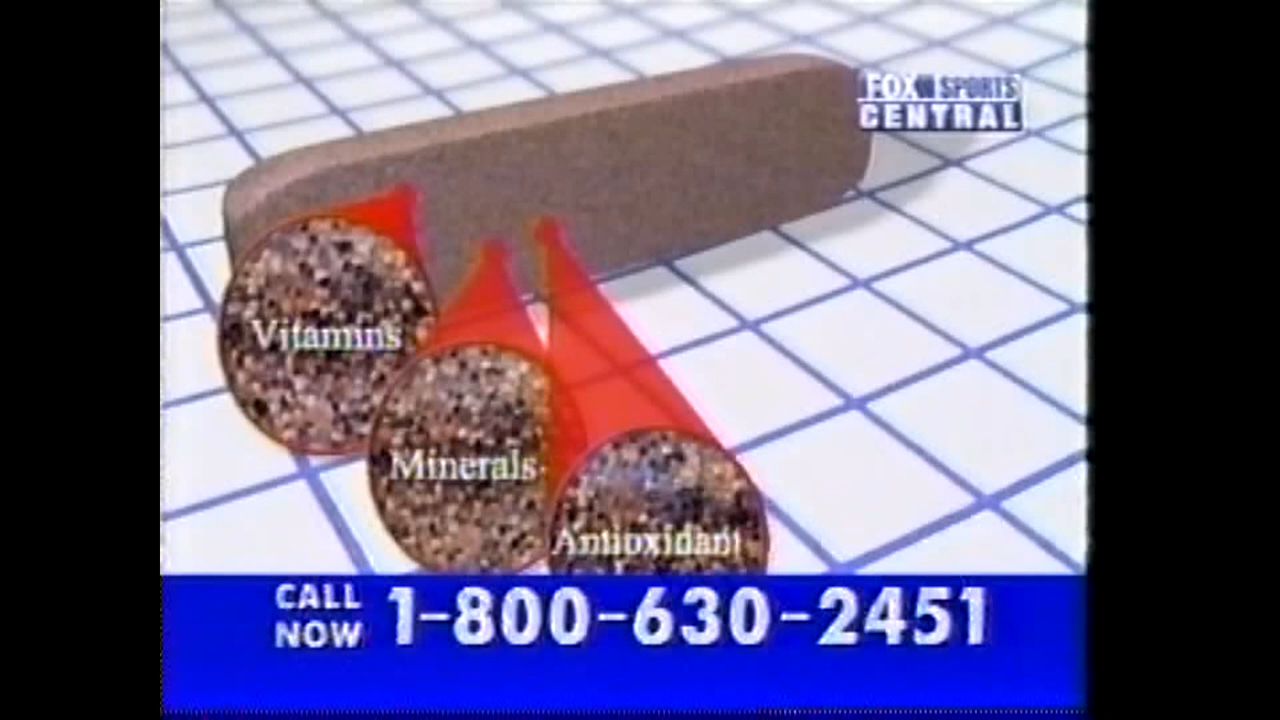 FOX SPORTS
CENTRAL
Vitamins
Minerals
Antioxidant
CALL
NOW
1-800-630-2451